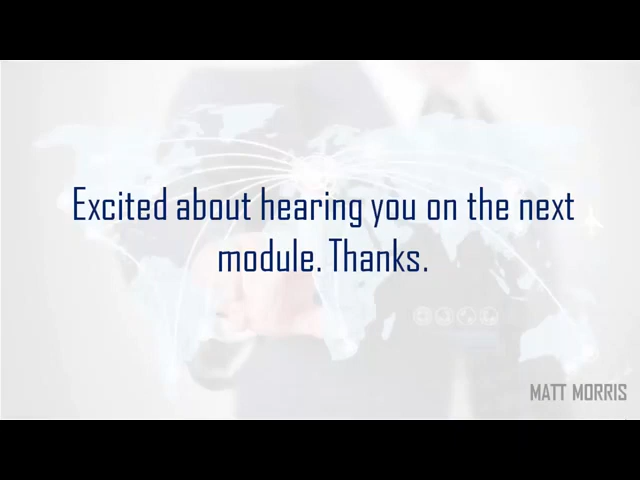 Excited about hearing you on the next
module. Thanks.
MATT MORRIS